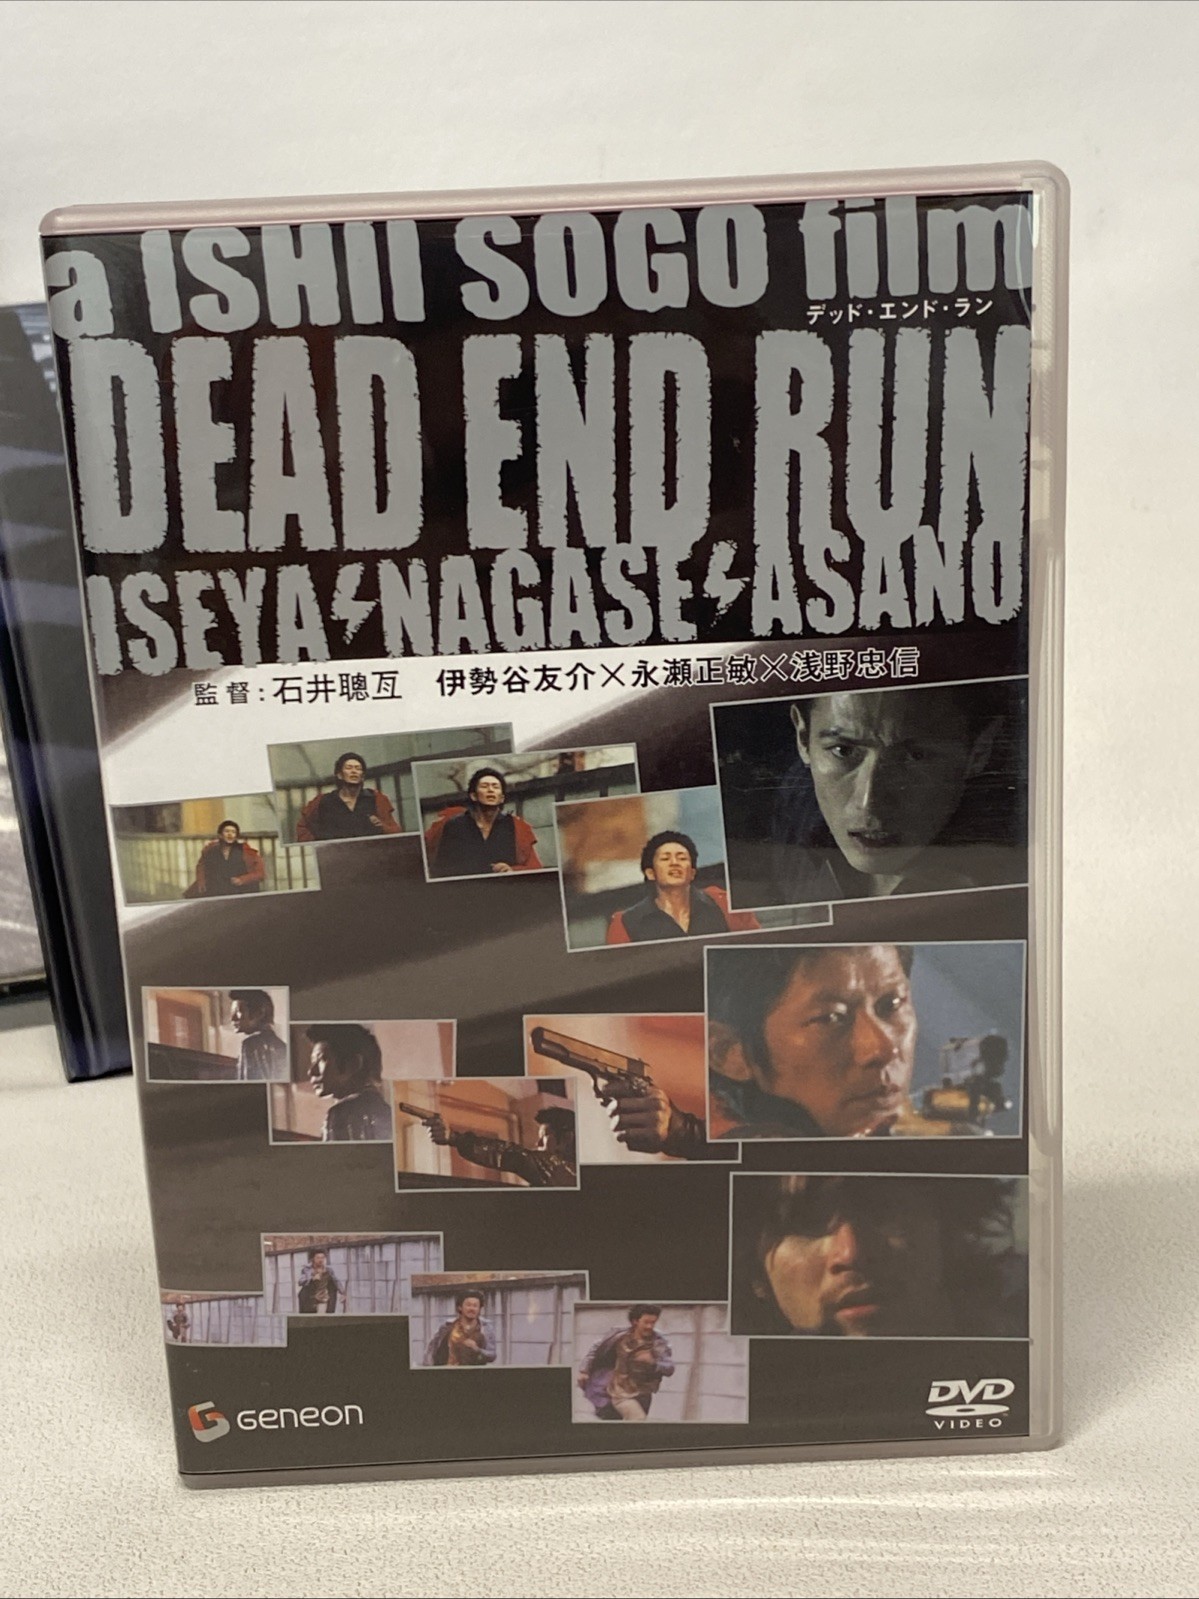 a ISHII SOGO film
デッド・エンド・ラン
DEAD END RUN
ISEYA NAGASE ASANO
監督:石井聰亙 伊勢谷友介×永瀬正敏×浅野忠信
GENEON
DVD
VIDEO